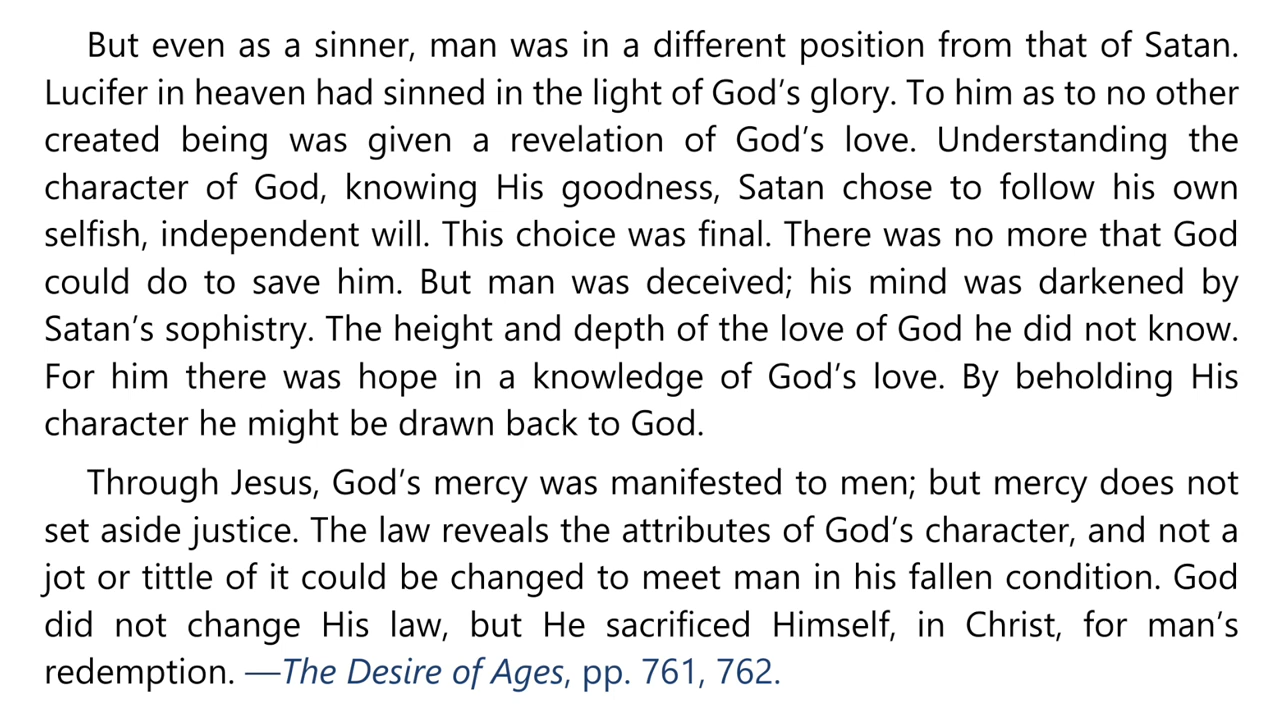 But even as a sinner, man was in a different position from that of Satan.
Lucifer in heaven had sinned in the light of God’s glory. To him as to no other
created being was given a revelation of God’s love. Understanding the
character of God, knowing His goodness, Satan chose to follow his own
selfish, independent will. This choice was final. There was no more that God
could do to save him. But man was deceived; his mind was darkened by
Satan’s sophistry. The height and depth of the love of God he did not know.
For him there was hope in a knowledge of God’s love. By beholding His
character he might be drawn back to God.
Through Jesus, God’s mercy was manifested to men; but mercy does not
set aside justice. The law reveals the attributes of God’s character, and not a
jot or tittle of it could be changed to meet man in his fallen condition. God
did not change His law, but He sacrificed Himself, in Christ, for man’s
redemption. —The Desire of Ages, pp. 761, 762.